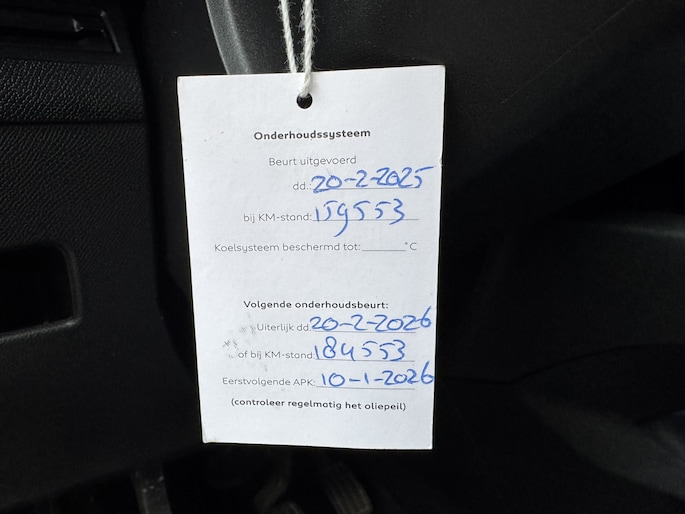 Onderhoudssysteem
Beurt uitgevoerd
dd.: 20-2-2025
bij KM-stand: 159553
Koelsysteem beschermd tot: ______ °C
Volgende onderhoudsbeurt:
Uiterlijk dd. 20-2-2026
of bij KM-stand: 184553
Eerstvolgende APK: 10-1-2026
(controleer regelmatig het oliepeil)